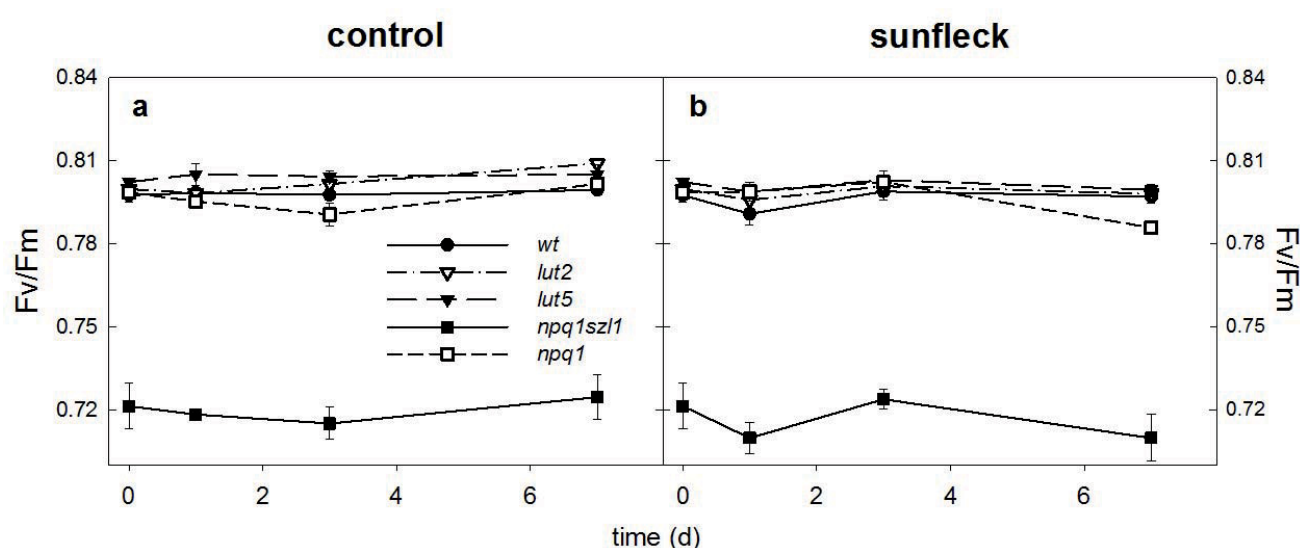 control
sunfleck
a
b
0.84
0.81
0.78
0.75
0.72
Fv/Fm
wt
lut2
lut5
npq1szl1
npq1
0.84
0.81
0.78
0.75
0.72
Fv/Fm
0 2 4 6
0 2 4 6
time (d)